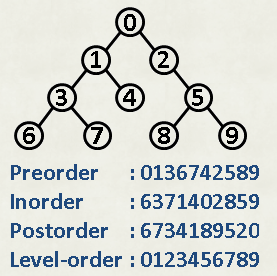 0
1 2
3 4 5
6 7 8 9
Preorder : 0136742589
Inorder : 6371402859
Postorder : 6734189520
Level-order : 0123456789